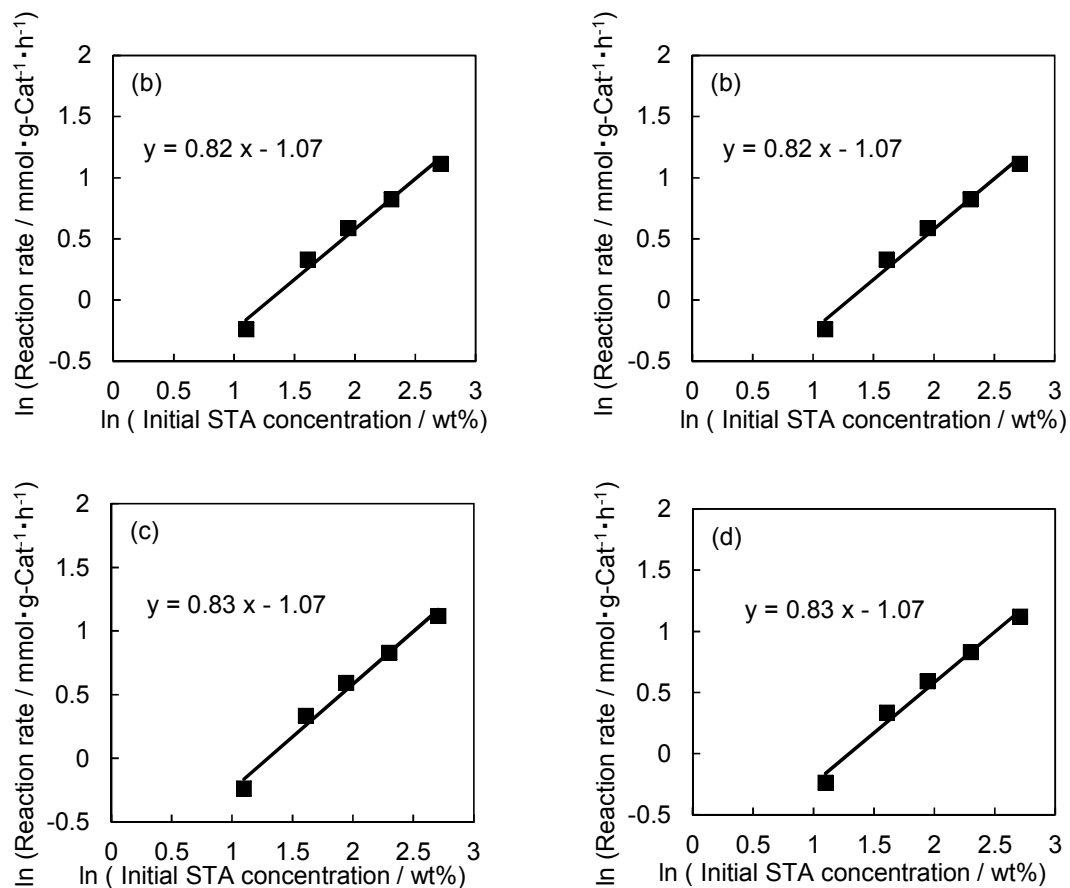 ln (Reaction rate / mmol・g-Cat⁻¹・h⁻¹)
2
1.5
1
0.5
0
-0.5
(b)
y = 0.82 x - 1.07
0 0.5 1 1.5 2 2.5 3
ln ( Initial STA concentration / wt%)
ln (Reaction rate / mmol・g-Cat⁻¹・h⁻¹)
2
1.5
1
0.5
0
-0.5
(b)
y = 0.82 x - 1.07
0 0.5 1 1.5 2 2.5 3
ln ( Initial STA concentration / wt%)
ln (Reaction rate / mmol・g-Cat⁻¹・h⁻¹)
2
1.5
1
0.5
0
-0.5
(c)
y = 0.83 x - 1.07
0 0.5 1 1.5 2 2.5 3
ln ( Initial STA concentration / wt%)
ln (Reaction rate / mmol・g-Cat⁻¹・h⁻¹)
2
1.5
1
0.5
0
-0.5
(d)
y = 0.83 x - 1.07
0 0.5 1 1.5 2 2.5 3
ln ( Initial STA concentration / wt%)